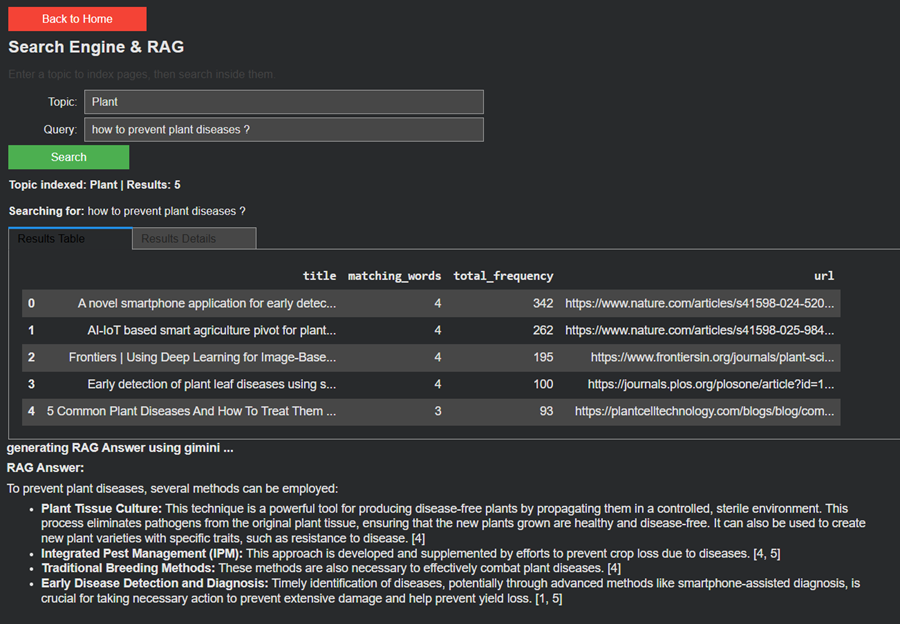 Back to Home
Search Engine & RAG
Enter a topic to index pages, then search inside them
Topic: Plant
Query: how to prevent plant diseases ?
Search
Topic indexed: Plant | Results: 5
Searching for: how to prevent plant diseases ?
Results Table Results Details
title matching_words total_frequency url
0 A novel smartphone application for early detec... 4 342 https://www.nature.com/articles/s41598-024-520...
1 AI-IoT based smart agriculture pivot for plant... 4 262 https://www.nature.com/articles/s41598-025-984...
2 Frontiers | Using Deep Learning for Image-Base... 4 195 https://www.frontiersin.org/journals/plant-sci...
3 Early detection of plant leaf diseases using s... 4 100 https://journals.plos.org/plosone/article?id=1...
4 5 Common Plant Diseases And How To Treat Them ... 3 93 https://plantcelltechnology.com/blogs/blog/com...
generating RAG Answer using gimini ...
RAG Answer:
To prevent plant diseases, several methods can be employed:
• Plant Tissue Culture: This technique is a powerful tool for producing disease-free plants by propagating them in a controlled, sterile environment. This
process eliminates pathogens from the original plant tissue, ensuring that the new plants grown are healthy and disease-free. It can also be used to create
new plant varieties with specific traits, such as resistance to disease. [4]
• Integrated Pest Management (IPM): This approach is developed and supplemented by efforts to prevent crop loss due to diseases. [4, 5]
• Traditional Breeding Methods: These methods are also necessary to effectively combat plant diseases. [4]
• Early Disease Detection and Diagnosis: Timely identification of diseases, potentially through advanced methods like smartphone-assisted diagnosis, is
crucial for taking necessary action to prevent extensive damage and help prevent yield loss. [1, 5]